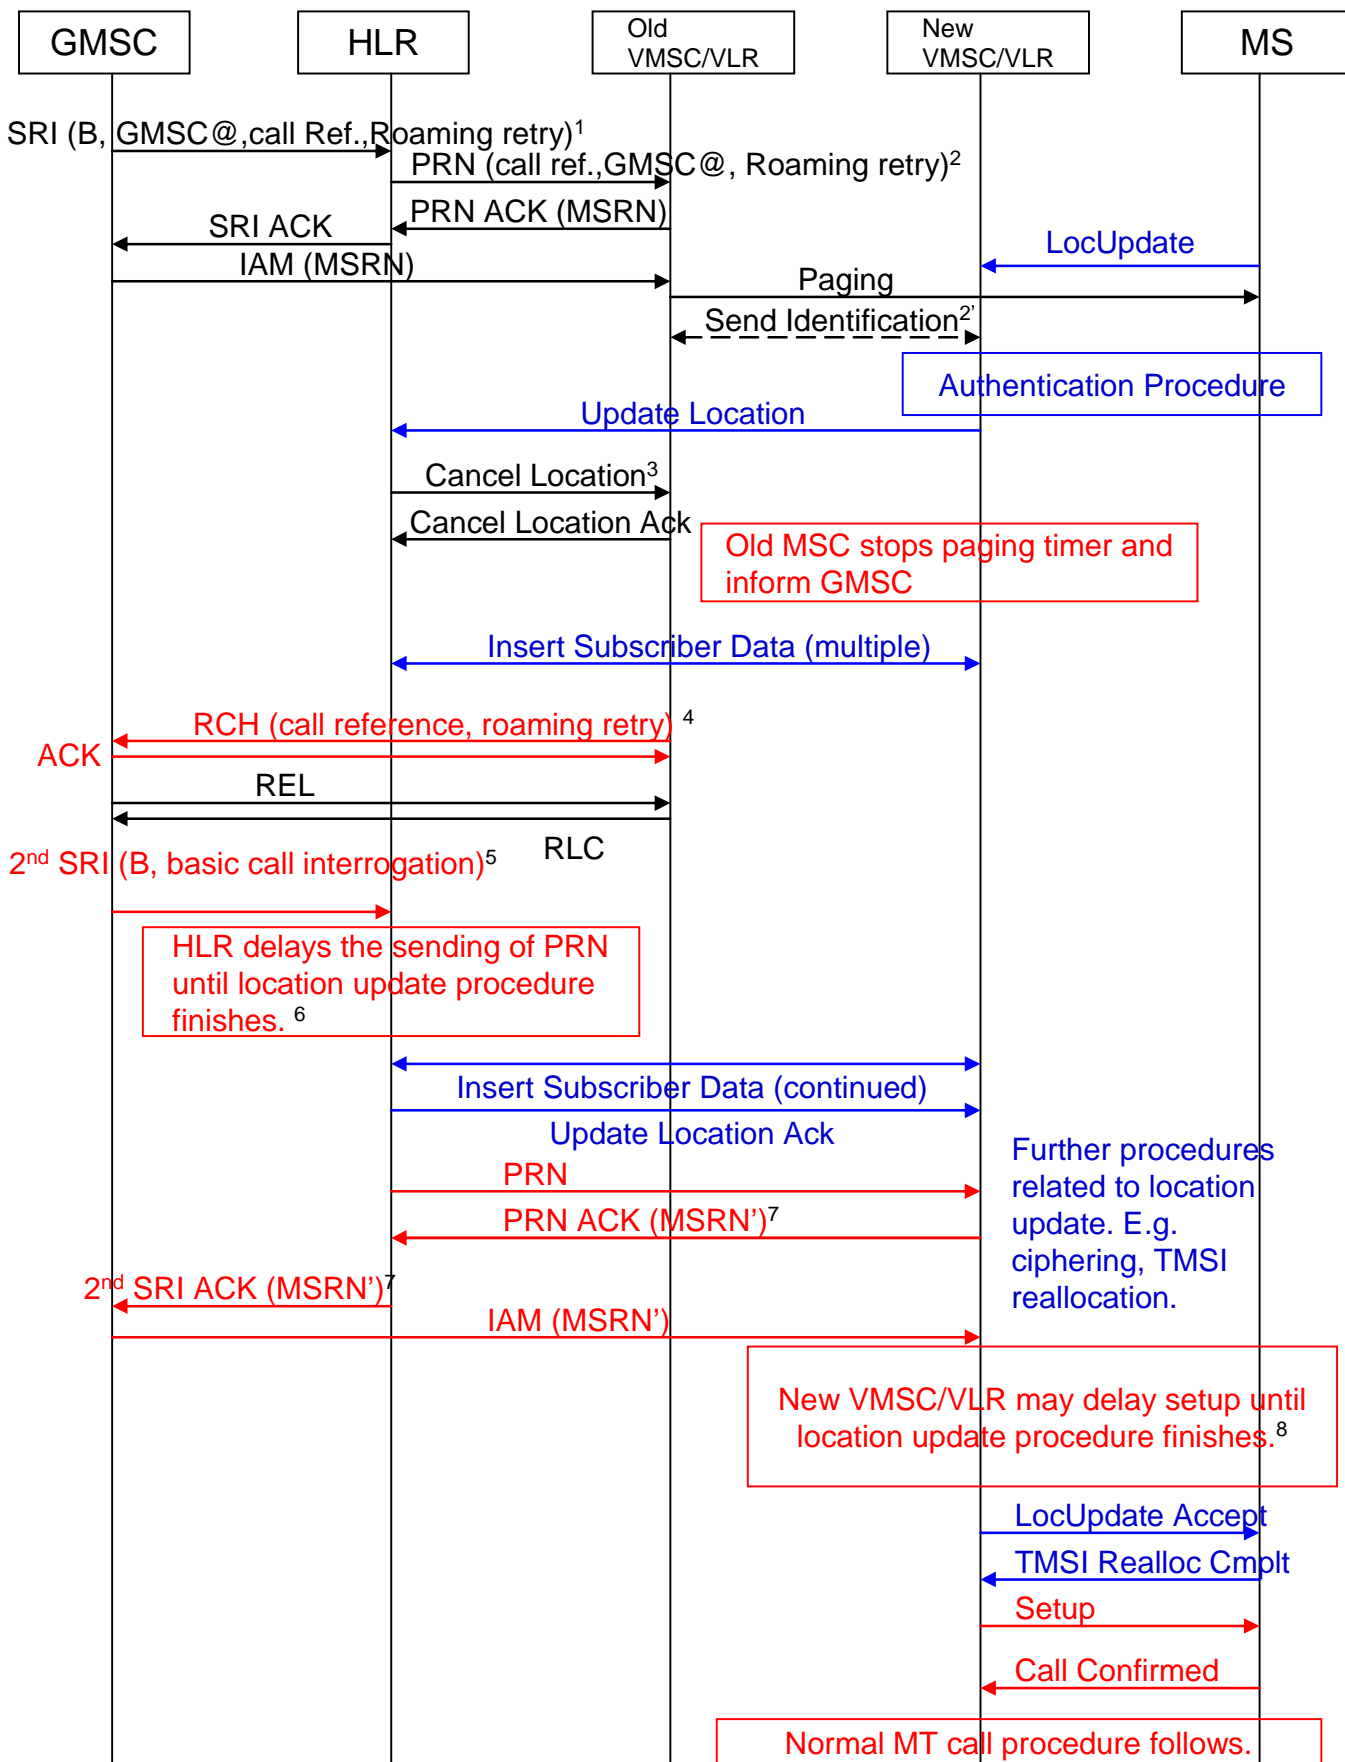 GMSC
HLR
Old
VMSC/VLR
New
VMSC/VLR
MS
SRI (B, GMSC@,call Ref.,Roaming retry)1
PRN (call ref.,GMSC@, Roaming retry)2
PRN ACK (MSRN)
SRI ACK
LocUpdate
IAM (MSRN)
Paging
Send Identification2'
Authentication Procedure
Update Location
Cancel Location3
Cancel Location Ack
Old MSC stops paging timer and
inform GMSC
Insert Subscriber Data (multiple)
RCH (call reference, roaming retry) 4
ACK
REL
RLC
2nd SRI (B, basic call interrogation)5
HLR delays the sending of PRN
until location update procedure
finishes. 6
Insert Subscriber Data (continued)
Update Location Ack
Further procedures
related to location
update. E.g.
ciphering, TMSI
reallocation.
PRN
PRN ACK (MSRN’)7
2nd SRI ACK (MSRN’)7
IAM (MSRN’)
New VMSC/VLR may delay setup until
location update procedure finishes.8
LocUpdate Accept
TMSI Realloc Cmplt
Setup
Call Confirmed
Normal MT call procedure follows.